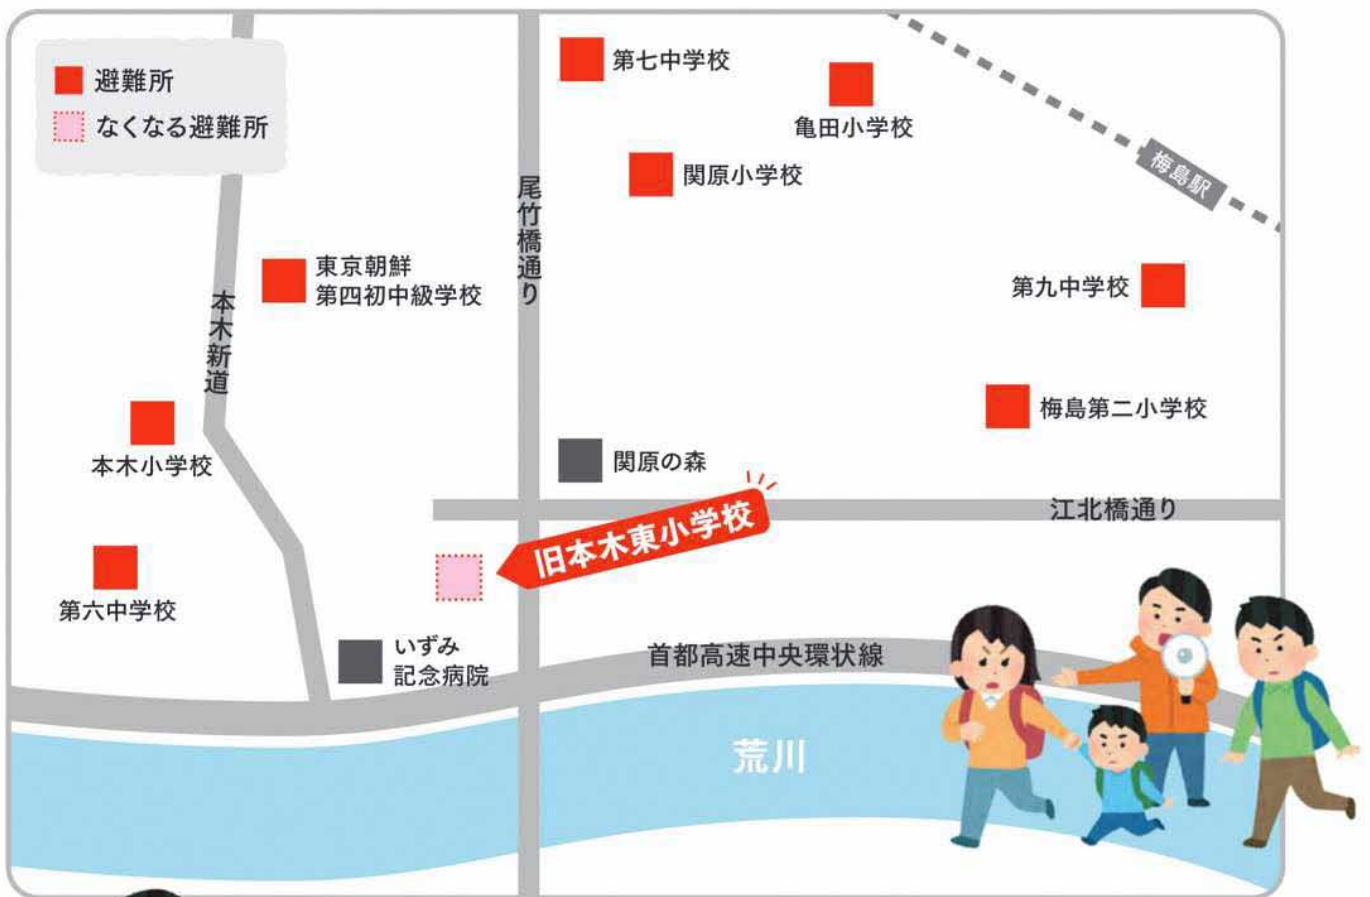 避難所
なくなる避難所
第七中学校
亀田小学校
関原小学校
梅島駅
尾竹橋通り
東京朝鮮
第四初中級学校
第九中学校
本木新道
本木小学校
梅島第二小学校
関原の森
旧本木東小学校
江北橋通り
第六中学校
いずみ
記念病院
首都高速中央環状線
荒川